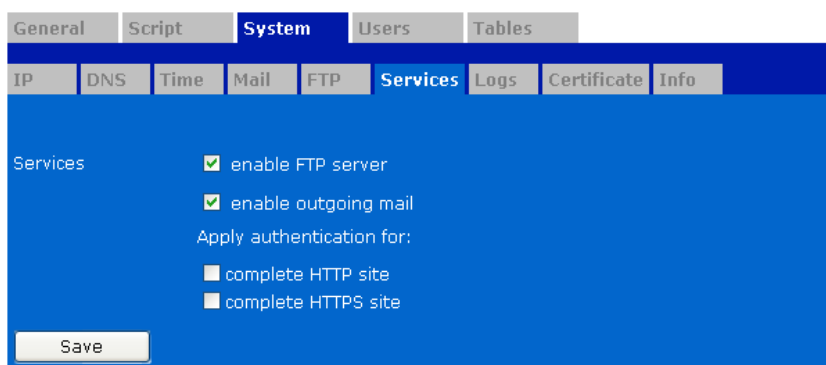 General Script System Users Tables
IP DNS Time Mail FTP Services Logs Certificate Info
Services enable FTP server
enable outgoing mail
Apply authentication for:
complete HTTP site
complete HTTPS site
Save